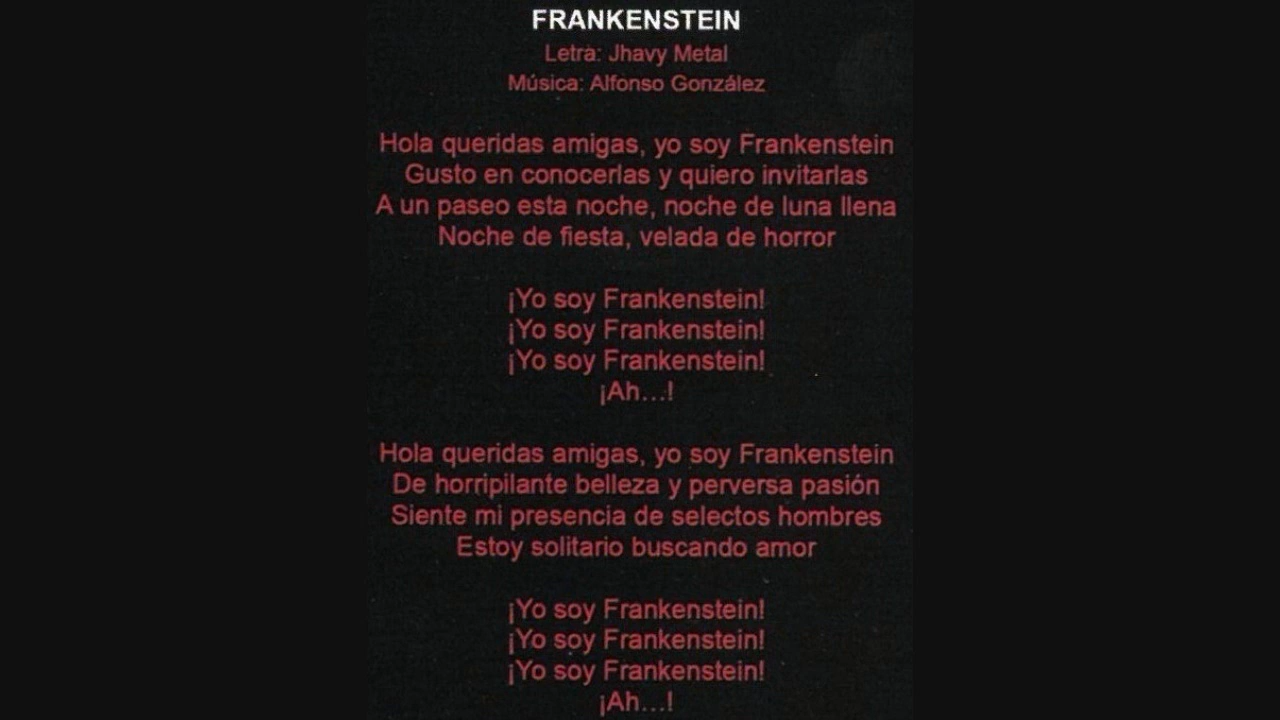 FRANKENSTEIN
Letra: Jhavy Metal
Música: Alfonso González
Hola queridas amigas, yo soy Frankenstein
Gusto en conocerlas y quiero invitarlas
A un paseo esta noche, noche de luna llena
Noche de fiesta, velada de horror
¡Yo soy Frankenstein!
¡Yo soy Frankenstein!
¡Yo soy Frankenstein!
¡Ah...!
Hola queridas amigas, yo soy Frankenstein
De horripilante belleza y perversa pasión
Siente mi presencia de selectos hombres
Estoy solitario buscando amor
¡Yo soy Frankenstein!
¡Yo soy Frankenstein!
¡Yo soy Frankenstein!
¡Ah...!